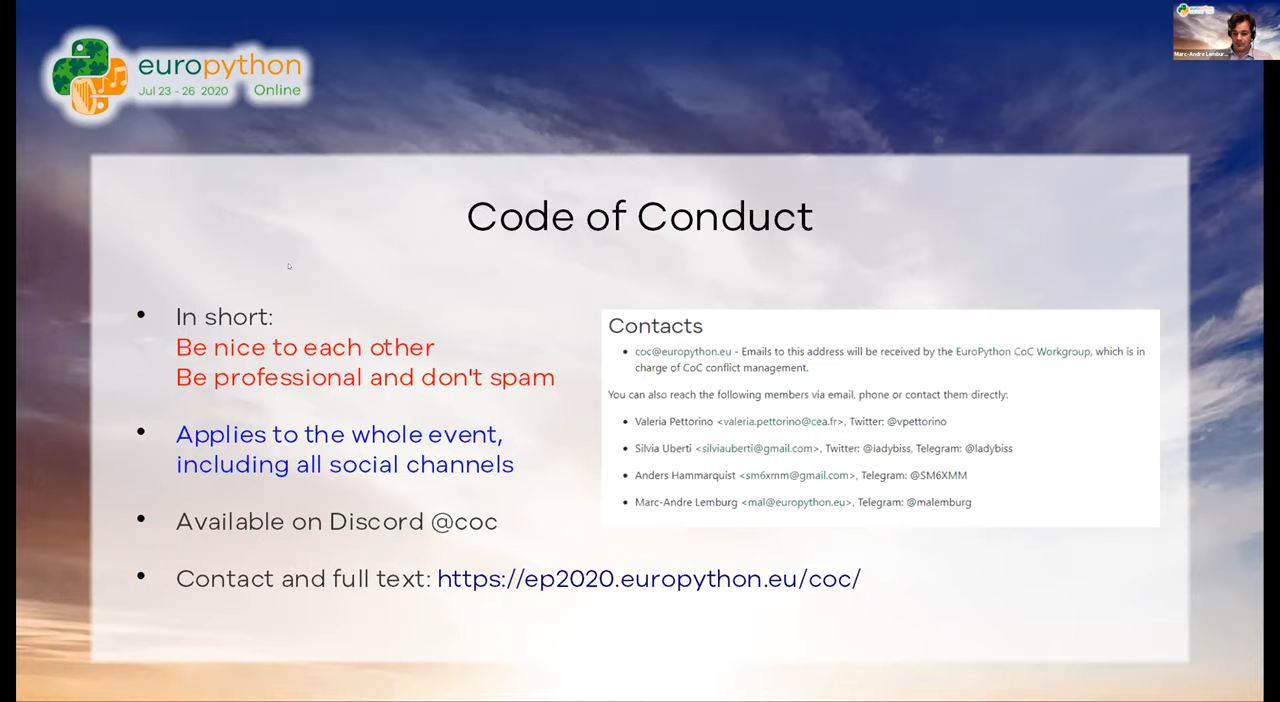 europython
Jul 23 - 26 2020 Online
Marc-Andre Lembur...
Code of Conduct
• In short:
Be nice to each other
Be professional and don't spam
• Applies to the whole event,
including all social channels
• Available on Discord @coc
• Contact and full text: https://ep2020.europython.eu/coc/
Contacts
• coc@europython.eu - Emails to this address will be received by the EuroPython CoC Workgroup, which is in
charge of CoC conflict management.
You can also reach the following members via email, phone or contact them directly:
• Valeria Pettorino <valeria.pettorino@cea.fr>, Twitter: @vpettorino
• Silvia Uberti <silviauberti@gmail.com>, Twitter: @ladybiss, Telegram: @ladybiss
• Anders Hammarquist <sm6xmm@gmail.com>, Telegram: @SM6XMM
• Marc-Andre Lemburg <mal@europython.eu>, Telegram: @malemburg